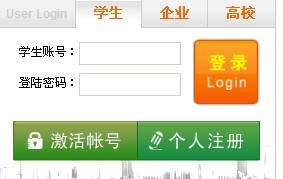 User Login 学生 企业 高校
学生账号：
登陆密码：
登录
Login
激活帐号 个人注册